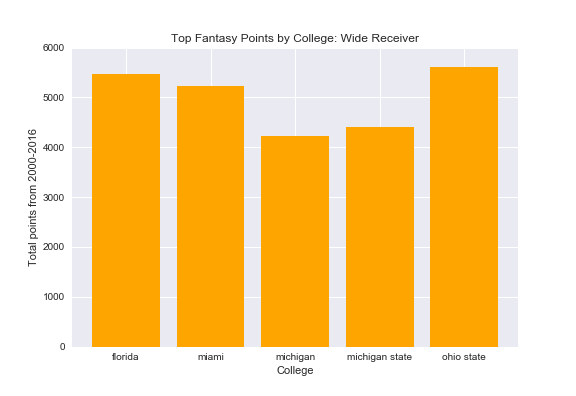 Top Fantasy Points by College: Wide Receiver
6000
5000
4000
3000
2000
1000
0
Total points from 2000-2016
florida
miami
michigan
michigan state
ohio state
College